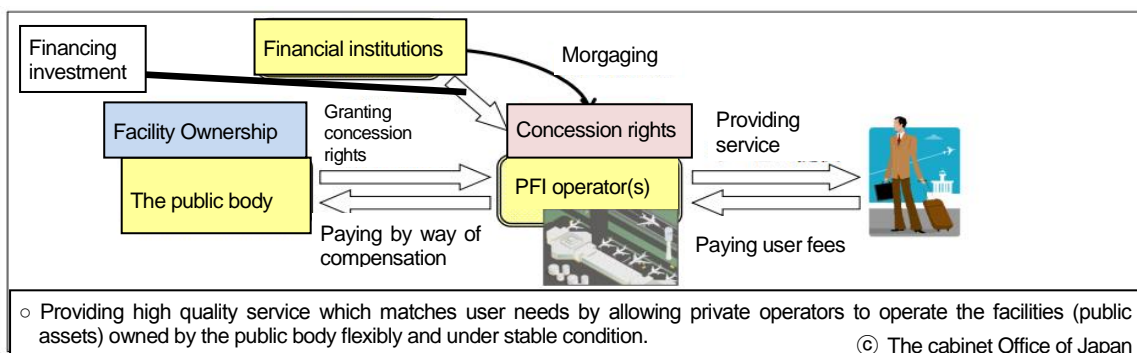 Financing
investment
Financial institutions
Morgaging
Facility Ownership
The public body
Granting
concession
rights
Concession rights
PFI operator(s)
Providing
service
Paying by way of
compensation
Paying user fees
○ Providing high quality service which matches user needs by allowing private operators to operate the facilities (public
assets) owned by the public body flexibly and under stable condition.
ⓒ The cabinet Office of Japan